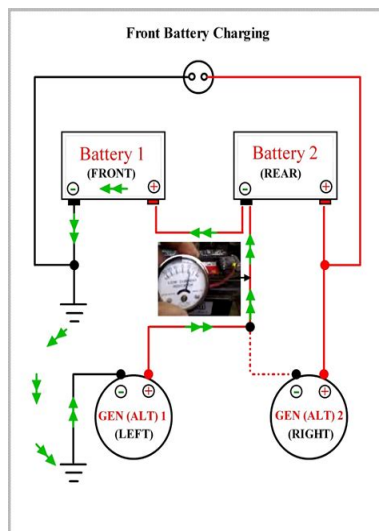 Front Battery Charging
Battery 1
(FRONT)
- +
Battery 2
(REAR)
- +
- +
GEN (ALT) 1
(LEFT)
- +
GEN (ALT) 2
(RIGHT)